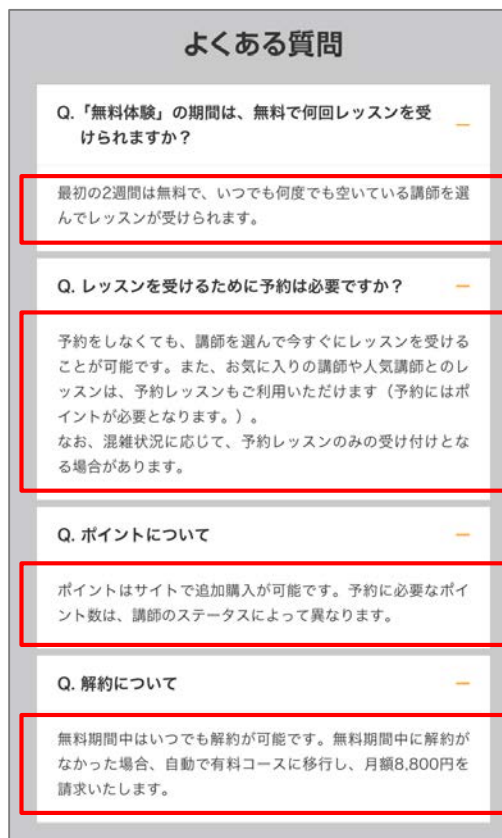 よくある質問
Q.「無料体験」の期間は、無料で何回レッスンを受
けられますか？
最初の2週間は無料で、いつでも何度でも空いている講師を選
んでレッスンが受けられます。
Q. レッスンを受けるために予約は必要ですか？
予約をしなくても、講師を選んで今すぐにレッスンを受ける
ことが可能です。また、お気に入りの講師や人気講師とのレ
ッスンは、予約レッスンもご利用いただけます（予約にはポ
イントが必要となります。）。
なお、混雑状況に応じて、予約レッスンのみの受け付けとな
る場合があります。
Q. ポイントについて
ポイントはサイトで追加購入が可能です。予約に必要なポイ
ント数は、講師のステータスによって異なります。
Q. 解約について
無料期間中はいつでも解約が可能です。無料期間中に解約が
なかった場合、自動で有料コースに移行し、月額8,800円を
請求いたします。